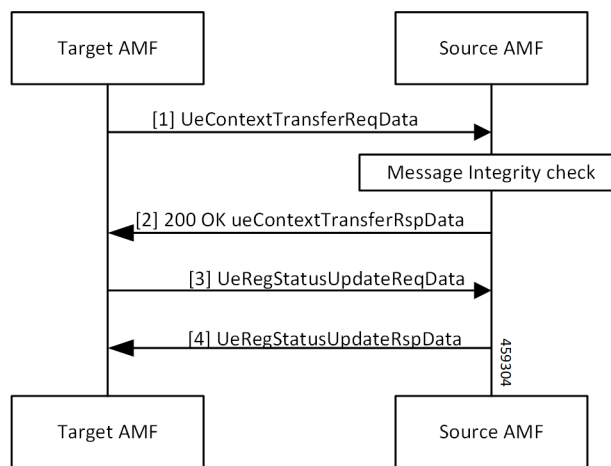 Target AMF
Source AMF
[1] UeContextTransferReqData
Message Integrity check
[2] 200 OK ueContextTransferRspData
[3] UeRegStatusUpdateReqData
[4] UeRegStatusUpdateRspData
459304
Target AMF
Source AMF